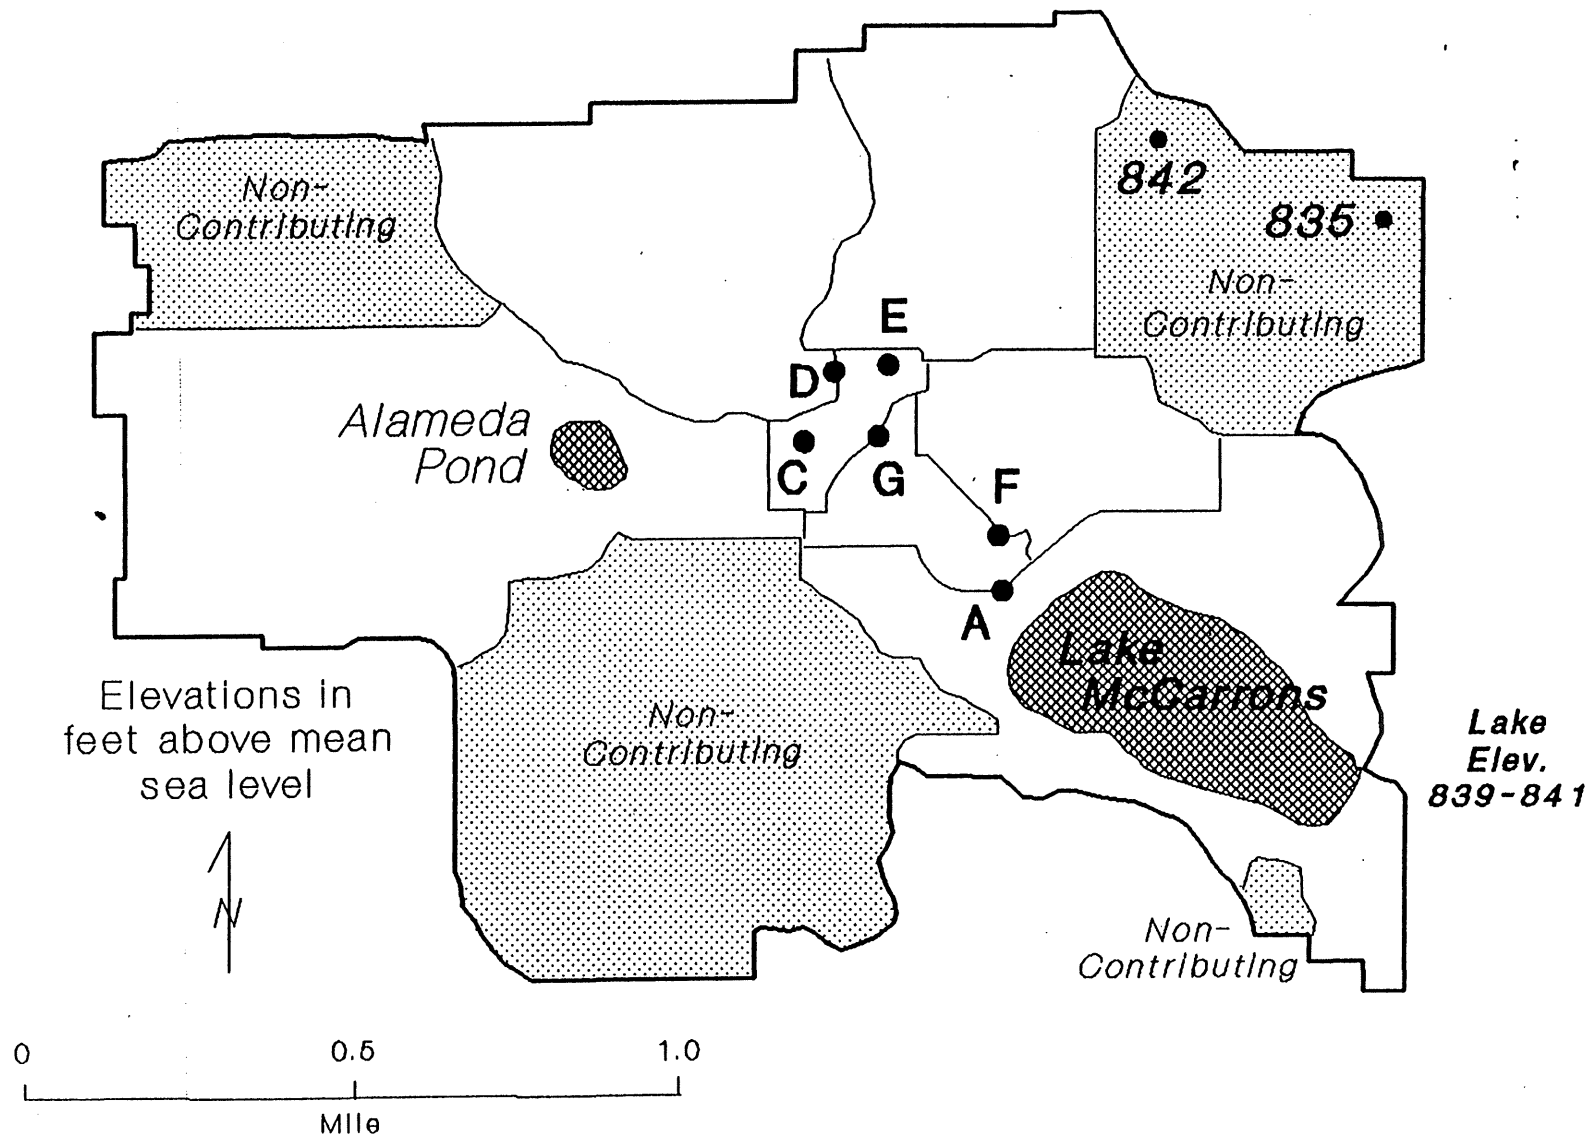 842
835
Non-
Contributing
Non-
Contributing
E
D
Alameda
Pond
C
G
F
A
Lake
McCarrons
Elevations in
feet above mean
sea level
Non-
Contributing
Lake
Elev.
839-841
N
Non-
Contributing
0 0.5 1.0
Mile